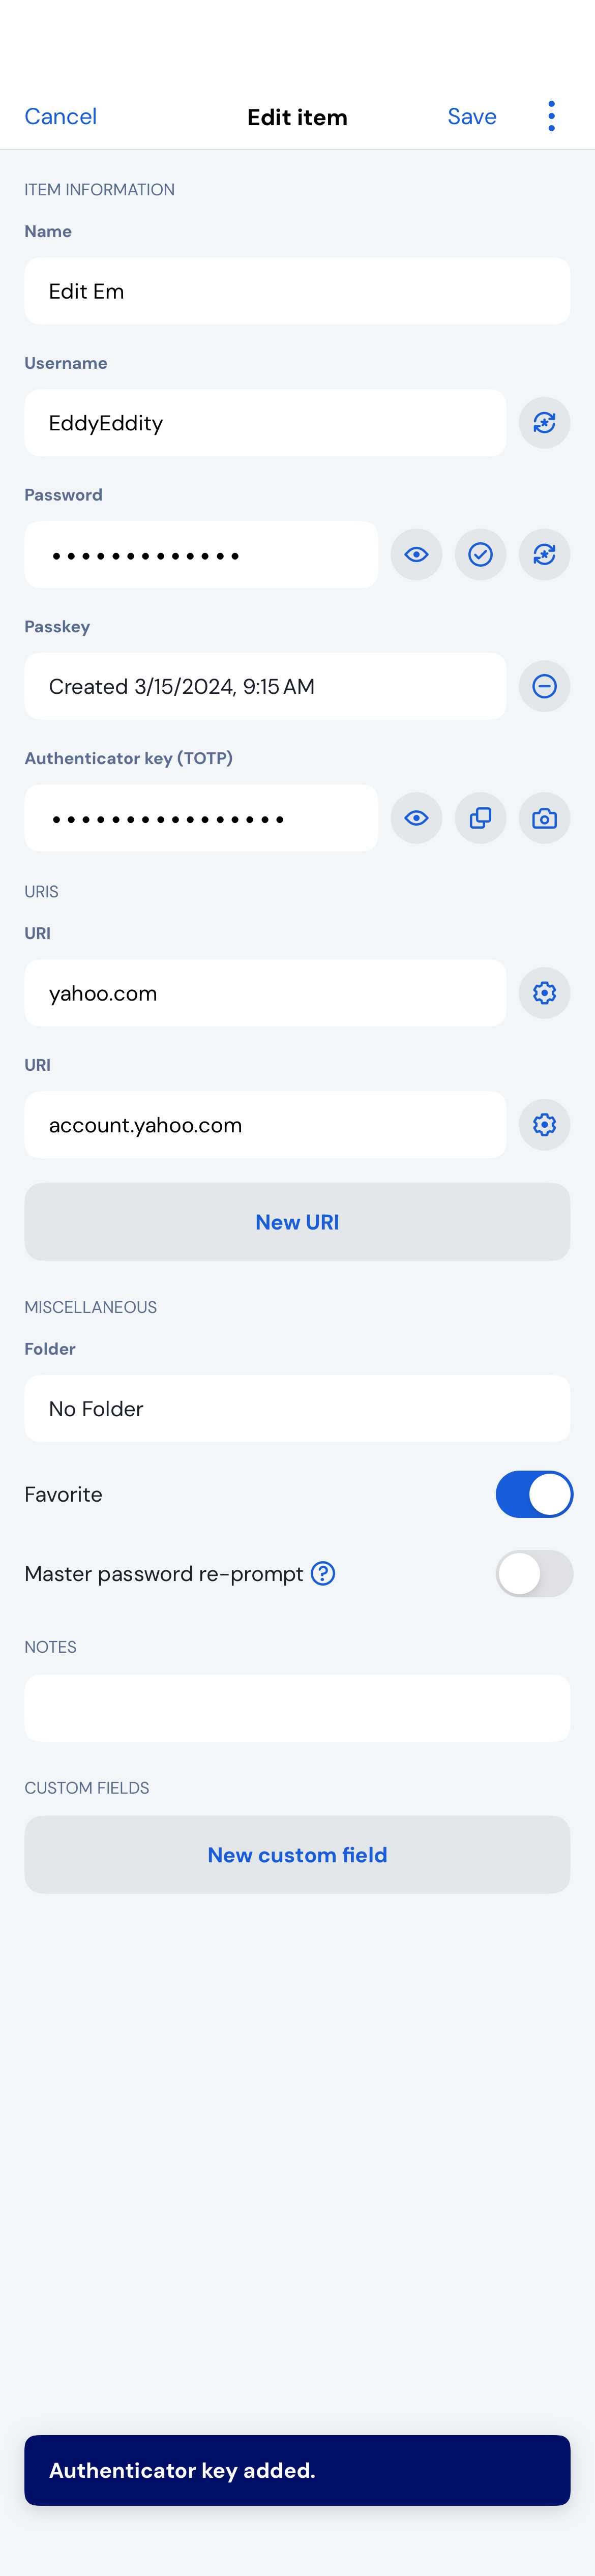 Cancel
Edit item
Save
ITEM INFORMATION
Name
Edit Em
Username
EddyEddity
Password
•••••••••••••
Passkey
Created 3/15/2024, 9:15 AM
Authenticator key (TOTP)
••••••••••••••••
URIS
URI
yahoo.com
URI
account.yahoo.com
New URI
MISCELLANEOUS
Folder
No Folder
Favorite
Master password re-prompt
NOTES
CUSTOM FIELDS
New custom field
Authenticator key added.